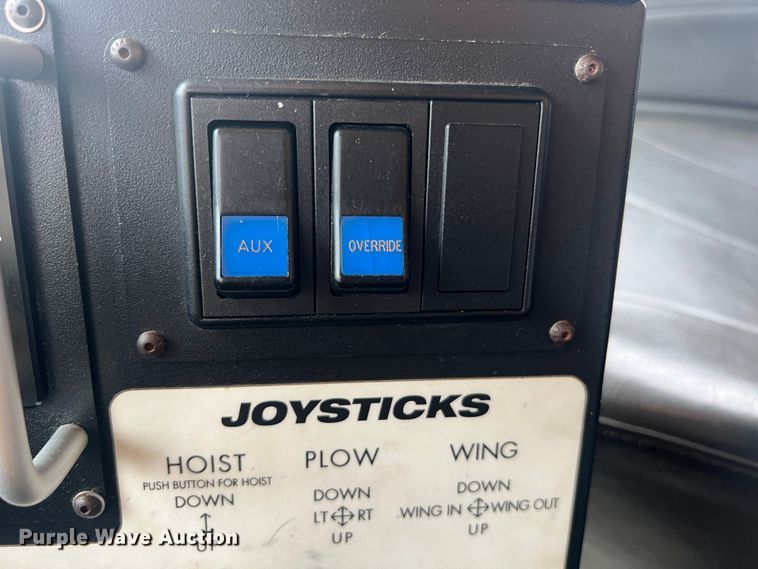 AUX
OVERRIDE
JOYSTICKS
HOIST
PUSH BUTTON FOR HOIST
DOWN
UP
PLOW
DOWN
LT RT
UP
WING
DOWN
WING IN WING OUT
UP
Purple Wave Auction